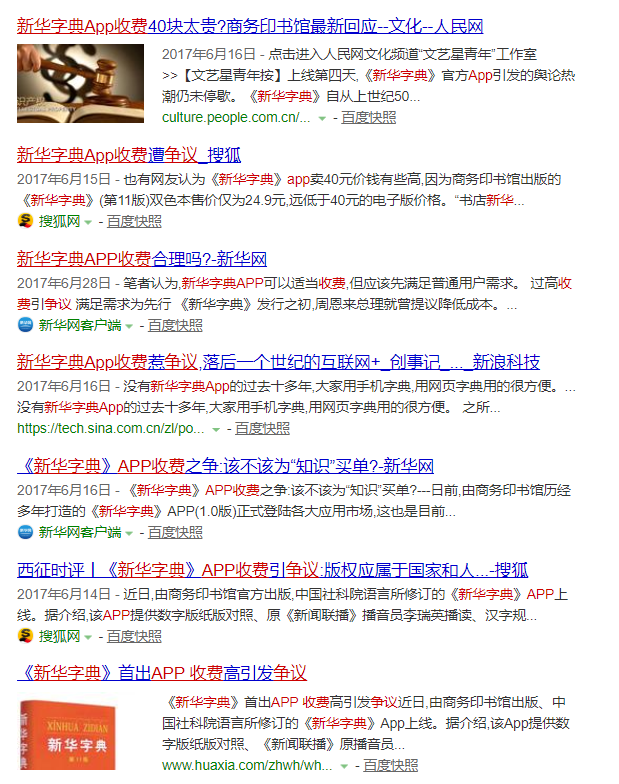 新华字典App收费40块太贵?商务印书馆最新回应--文化--人民网
2017年6月16日 - 点击进入人民网文化频道“文艺星青年”工作室
>>【文艺星青年按】上线第四天,《新华字典》官方App引发的舆论热
潮仍未停歇。《新华字典》自从上世纪50...
culture.people.com.cn/... - 百度快照
新华字典App收费遭争议_搜狐
2017年6月15日 - 也有网友认为《新华字典》app卖40元价钱有些高,因为商务印书馆出版的
《新华字典》(第11版)双色本售价仅为24.9元,远低于40元的电子版价格。“书店新华...
搜狐网 - 百度快照
新华字典APP收费合理吗?-新华网
2017年6月28日 - 笔者认为,新华字典APP可以适当收费,但应该先满足普通用户需求。 过高收
费引争议 满足需求为先行 《新华字典》发行之初,周恩来总理就曾提议降低成本。...
新华网客户端 - 百度快照
新华字典App收费惹争议,落后一个世纪的互联网+_创事记_..._新浪科技
2017年6月16日 - 没有新华字典App的过去十多年,大家用手机字典,用网页字典用的很方便。...
没有新华字典App的过去十多年,大家用手机字典,用网页字典用的很方便。 之所...
https://tech.sina.com.cn/zl/po... - 百度快照
《新华字典》APP收费之争:该不该为“知识”买单?-新华网
2017年6月16日 - 《新华字典》APP收费之争:该不该为“知识”买单?---日前,由商务印书馆历经
多年打造的《新华字典》APP(1.0版)正式登陆各大应用市场,这也是目前...
新华网客户端 - 百度快照
西征时评丨《新华字典》APP收费引争议:版权应属于国家和人...-搜狐
2017年6月14日 - 近日,由商务印书馆官方出版,中国社科院语言所修订的《新华字典》APP上
线。据介绍,该APP提供数字版纸版对照、原《新闻联播》播音员李瑞英播读、汉字规...
搜狐网 - 百度快照
《新华字典》首出APP 收费高引发争议
XINHUA ZIDIAN
新华字典
第11版
新华字典
《新华字典》首出APP 收费高引发争议近日,由商务印书馆出版、中
国社科院语言所修订的《新华字典》App上线。据介绍,该App提供数
字版纸版对照、《新闻联播》原播音员...
www.huaxia.com/zhwh/wh... - 百度快照